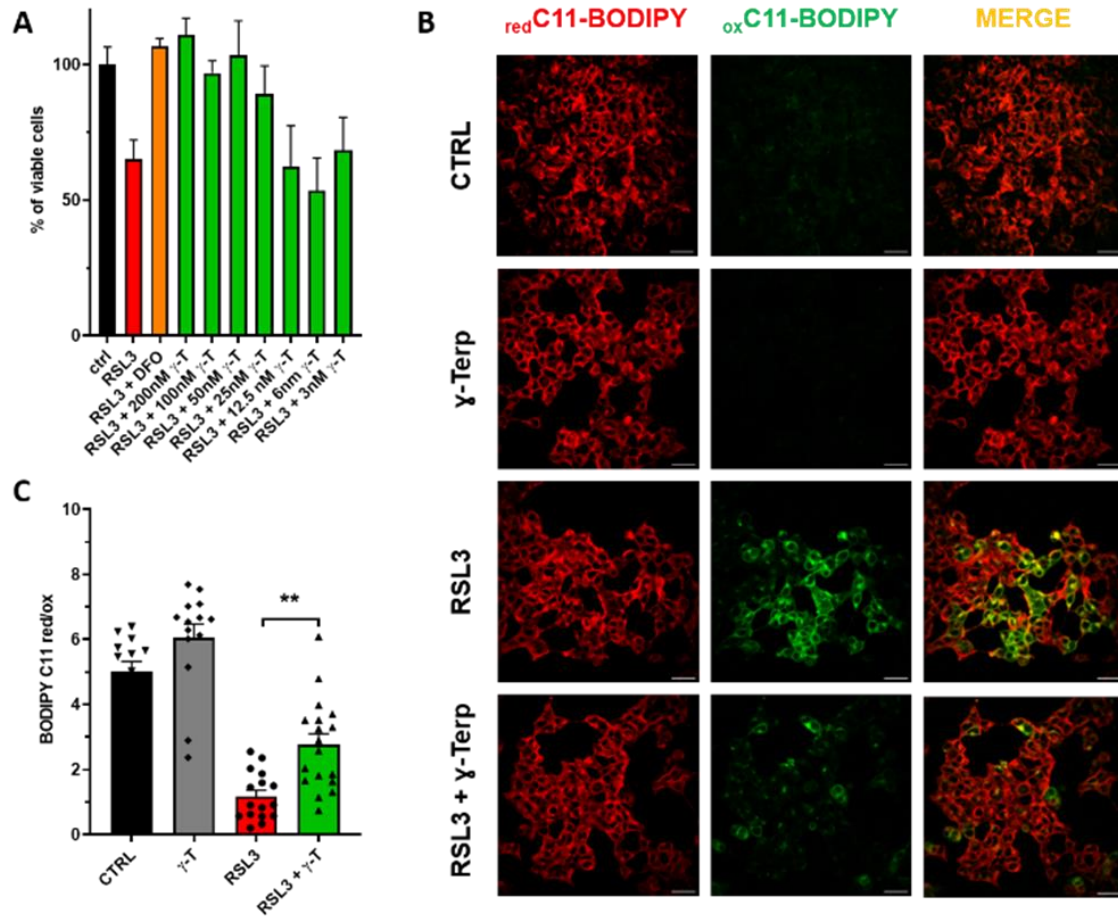 A
% of viable cells
100
50
0
ctrl
RSL3
RSL3 + DFO
RSL3 + 200nM γ-T
RSL3 + 100nM γ-T
RSL3 + 50nM γ-T
RSL3 + 25nM γ-T
RSL3 + 12.5 nM γ-T
RSL3 + 6nm γ-T
RSL3 + 3nM γ-T
B
redC11-BODIPY
oxC11-BODIPY
MERGE
CTRL
ɣ-Terp
RSL3
RSL3 + ɣ-Terp
C
BODIPY C11 red/ox
10
8
6
4
2
0
**
CTRL
γ-T
RSL3
RSL3 + γ-T